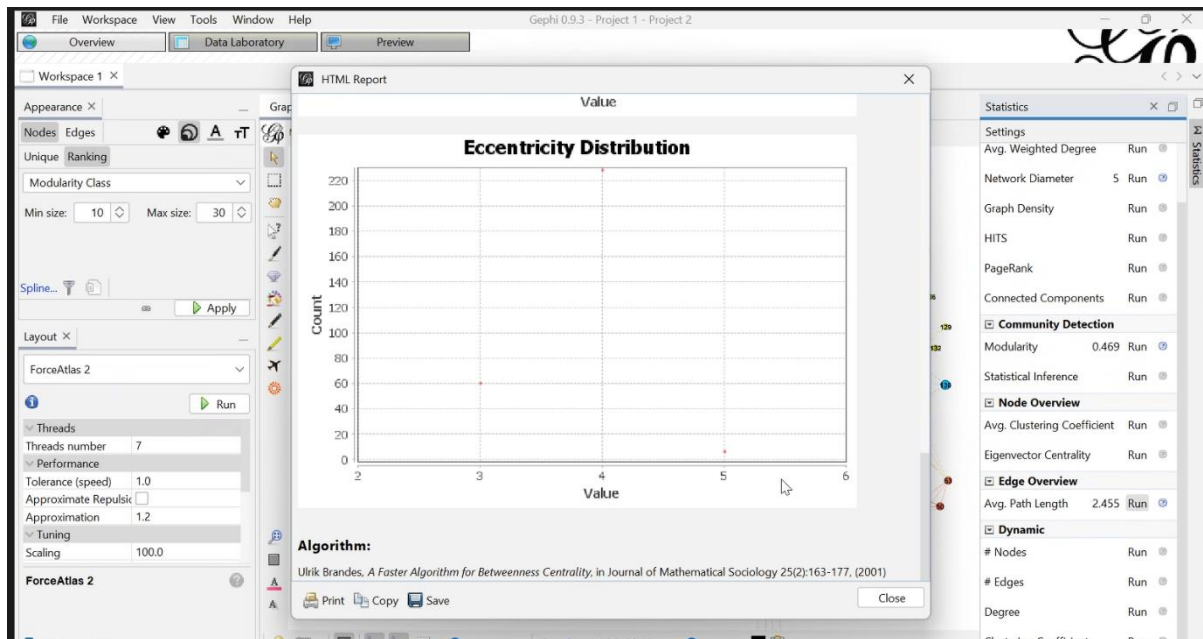 File Workspace View Tools Window Help
Gephi 0.9.3 - Project 1 - Project 2
Overview Data Laboratory Preview
Workspace 1
Appearance
Nodes Edges
Unique Ranking
Modularity Class
Min size: 10 Max size: 30
Spline...
Apply
Layout
ForceAtlas 2
Run
Threads
Threads number 7
Performance
Tolerance (speed) 1.0
Approximate Repulsic
Approximation 1.2
Tuning
Scaling 100.0
ForceAtlas 2
Grap
HTML Report
Value
Eccentricity Distribution
Count
220
200
180
160
140
120
100
80
60
40
20
0
2 3 4 5 6
Value
Algorithm:
Ulrik Brandes, A Faster Algorithm for Betweenness Centrality, in Journal of Mathematical Sociology 25(2):163-177, (2001)
Print Copy Save
Close
129
132
Statistics
Settings
Avg. Weighted Degree Run
Network Diameter 5 Run
Graph Density Run
HITS Run
PageRank Run
Connected Components Run
Community Detection
Modularity 0.469 Run
Statistical Inference Run
Node Overview
Avg. Clustering Coefficient Run
Eigenvector Centrality Run
Edge Overview
Avg. Path Length 2.455 Run
Dynamic
# Nodes Run
# Edges Run
Degree Run
Statistics